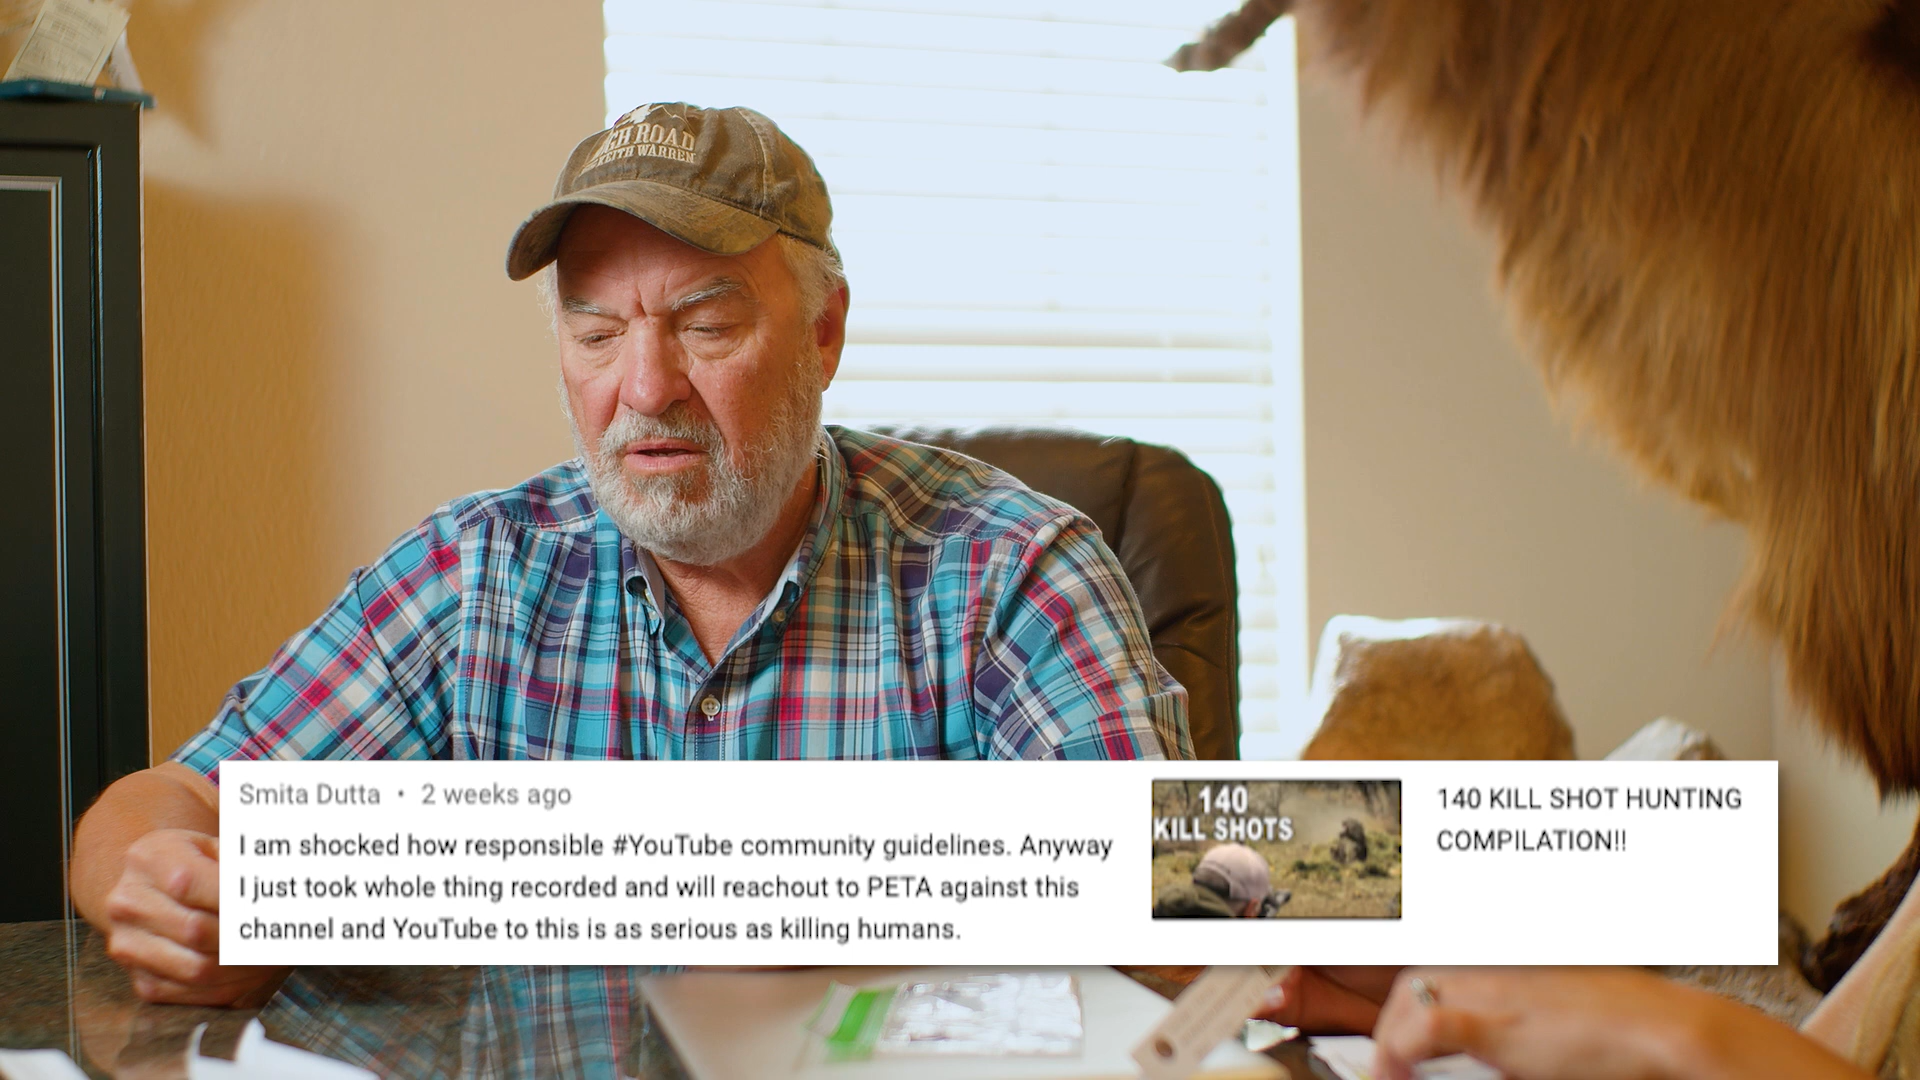 GH ROAD
KEITH WARREN
Smita Dutta • 2 weeks ago
I am shocked how responsible #YouTube community guidelines. Anyway
I just took whole thing recorded and will reachout to PETA against this
channel and YouTube to this is as serious as killing humans.
140
KILL SHOTS
140 KILL SHOT HUNTING
COMPILATION!!